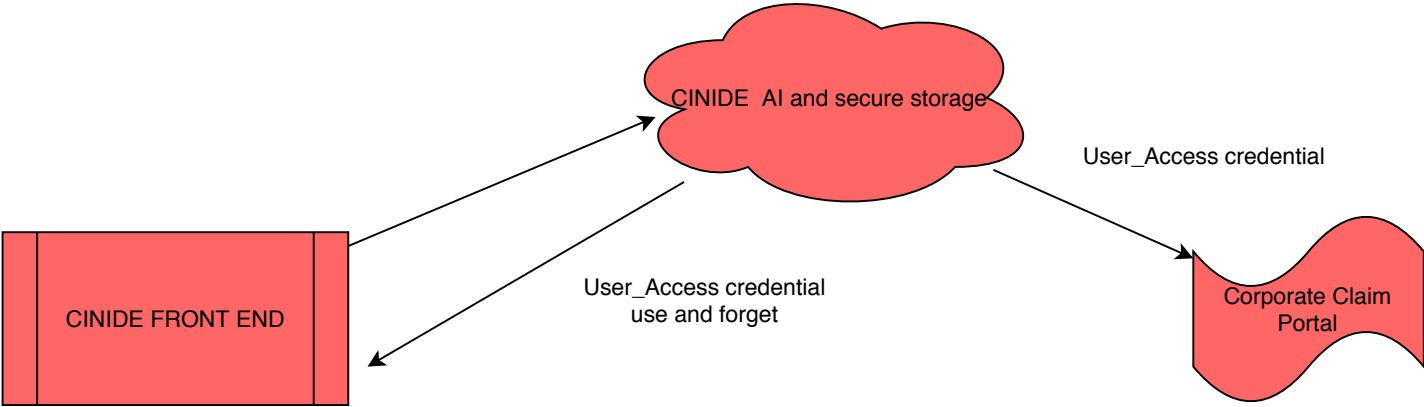 CINIDE  AI and secure storage
User_Access credential
User_Access credential
use and forget
CINIDE FRONT END
Corporate Claim
Portal